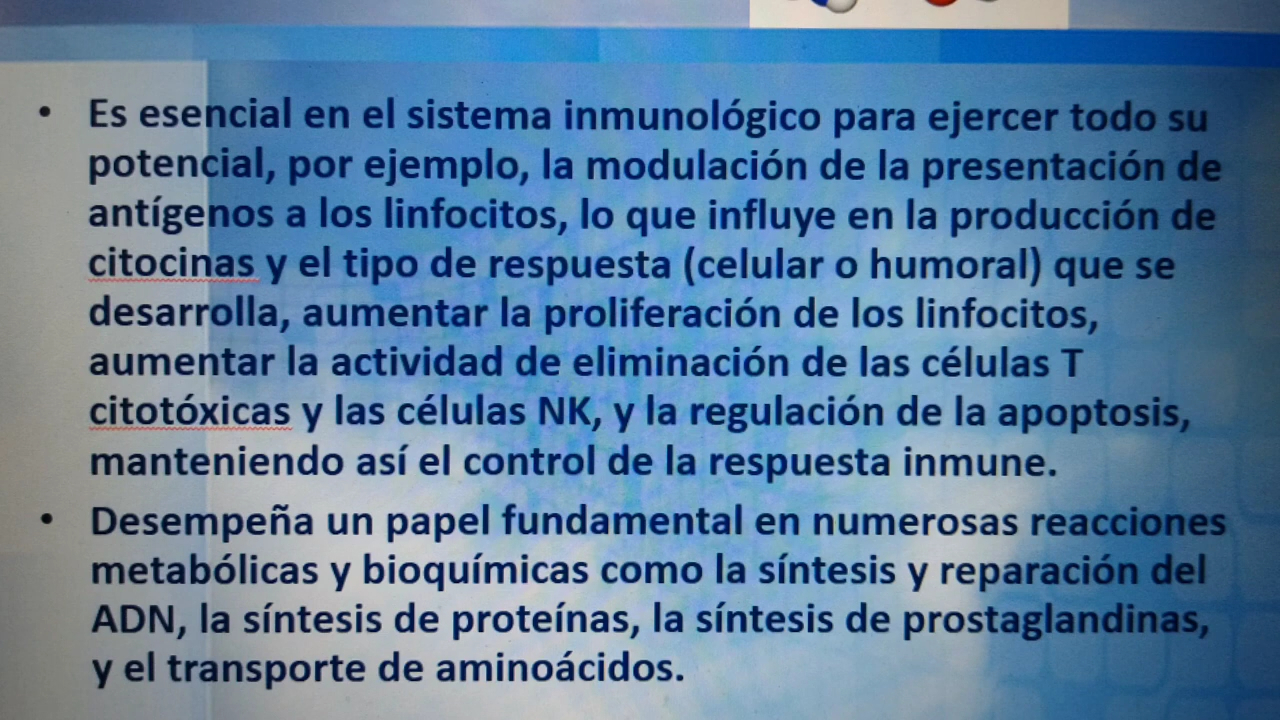 • Es esencial en el sistema inmunológico para ejercer todo su
potencial, por ejemplo, la modulación de la presentación de
antígenos a los linfocitos, lo que influye en la producción de
citocinas y el tipo de respuesta (celular o humoral) que se
desarrolla, aumentar la proliferación de los linfocitos,
aumentar la actividad de eliminación de las células T
citotóxicas y las células NK, y la regulación de la apoptosis,
manteniendo así el control de la respuesta inmune.
• Desempeña un papel fundamental en numerosas reacciones
metabólicas y bioquímicas como la síntesis y reparación del
ADN, la síntesis de proteínas, la síntesis de prostaglandinas,
y el transporte de aminoácidos.